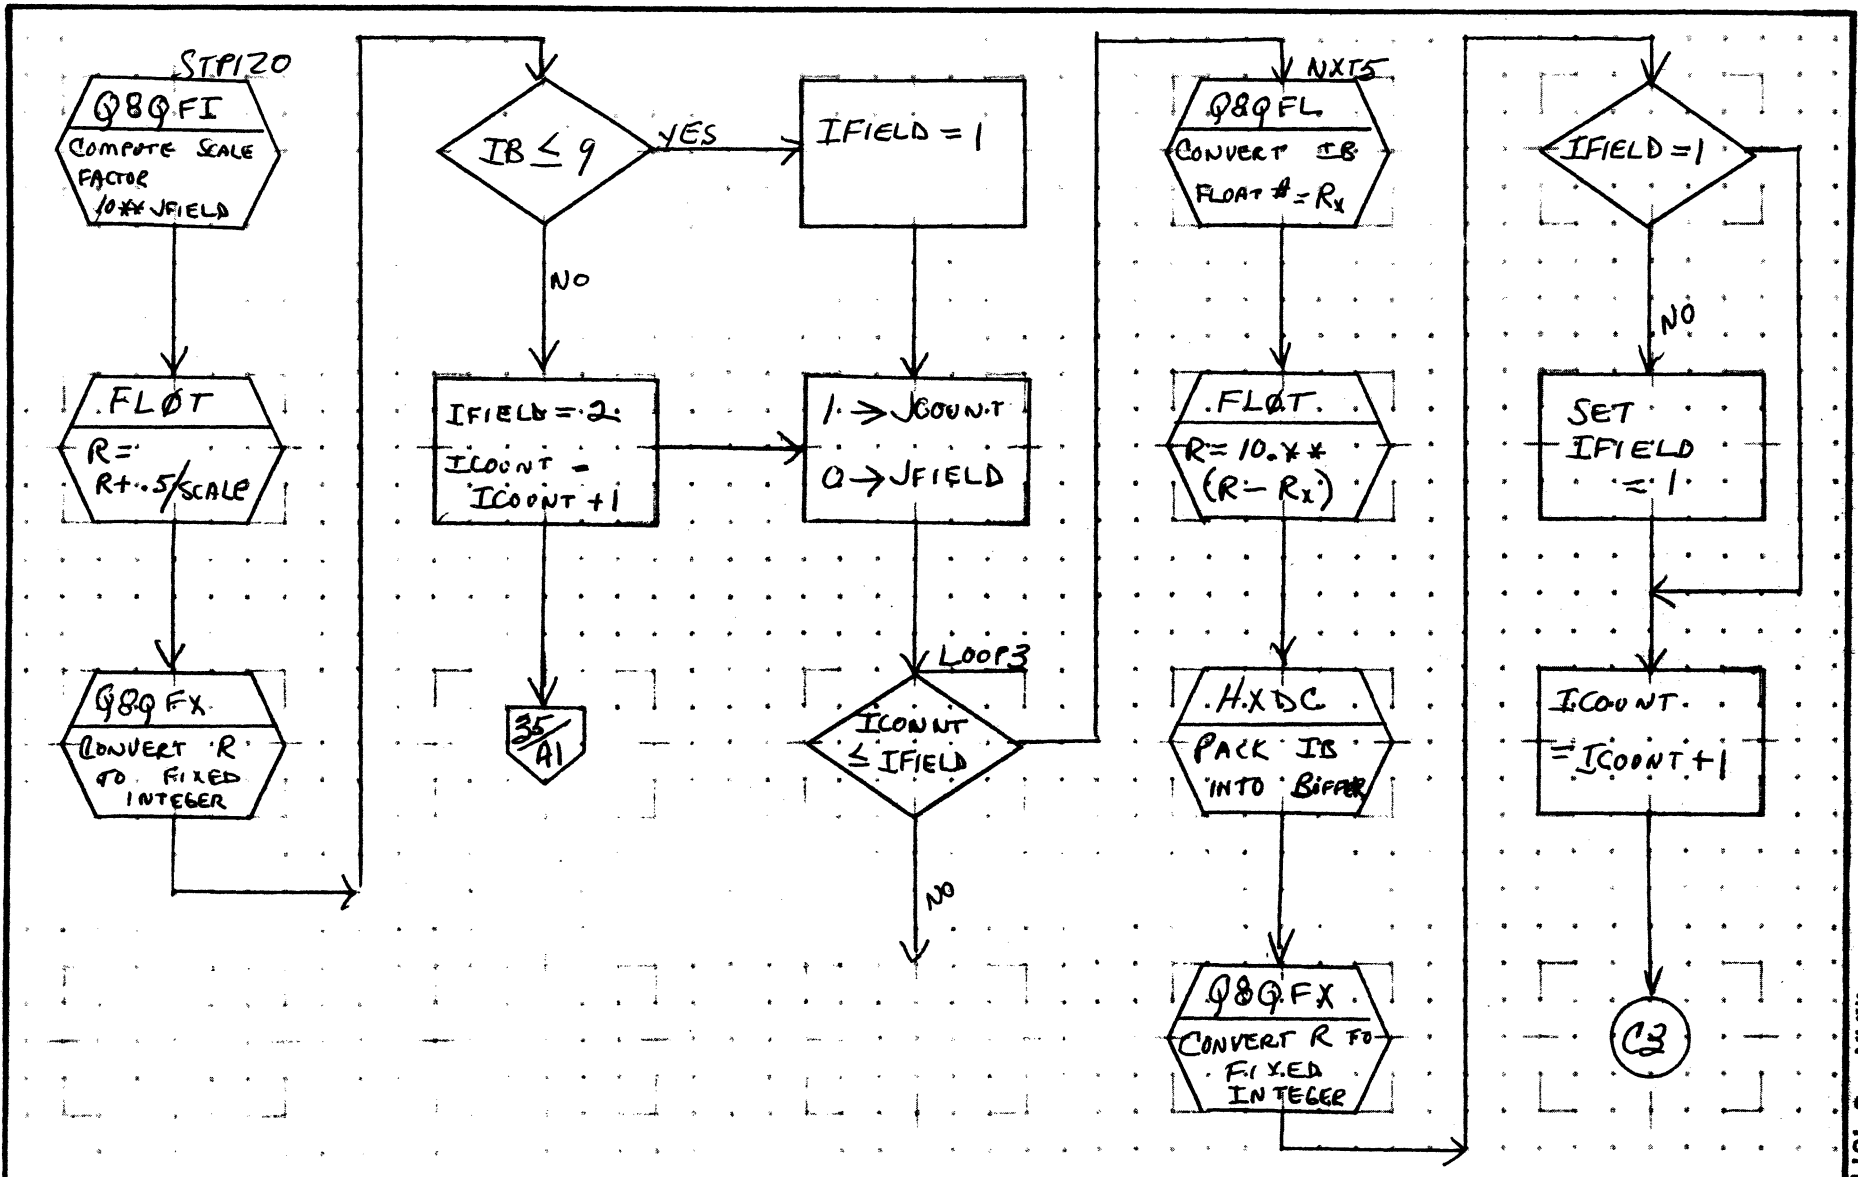 STP120
Q8QFI
COMPUTE SCALE
FACTOR
10** JFIELD
FLØT
R=
R+.5/SCALE
Q8QFX
CONVERT R
TO FIXED
INTEGER
IB ≤ 9
YES
NO
IFIELD = 2
ICOUNT =
ICOUNT +1
35/A1
IFIELD = 1
1 → JCOUNT
0 → JFIELD
LOOP3
ICOUNT
≤ IFIELD
NO
NXT5
Q8QFL
CONVERT IB
FLOAT # = Rx
FLØT
R = 10.**
(R - Rx)
HXDC
PACK IB
INTO BIFFER
Q8QFX
CONVERT R TO
FIXED
INTEGER
IFIELD = 1
NO
SET
IFIELD
= 1
ICOUNT
= ICOUNT +1
C3